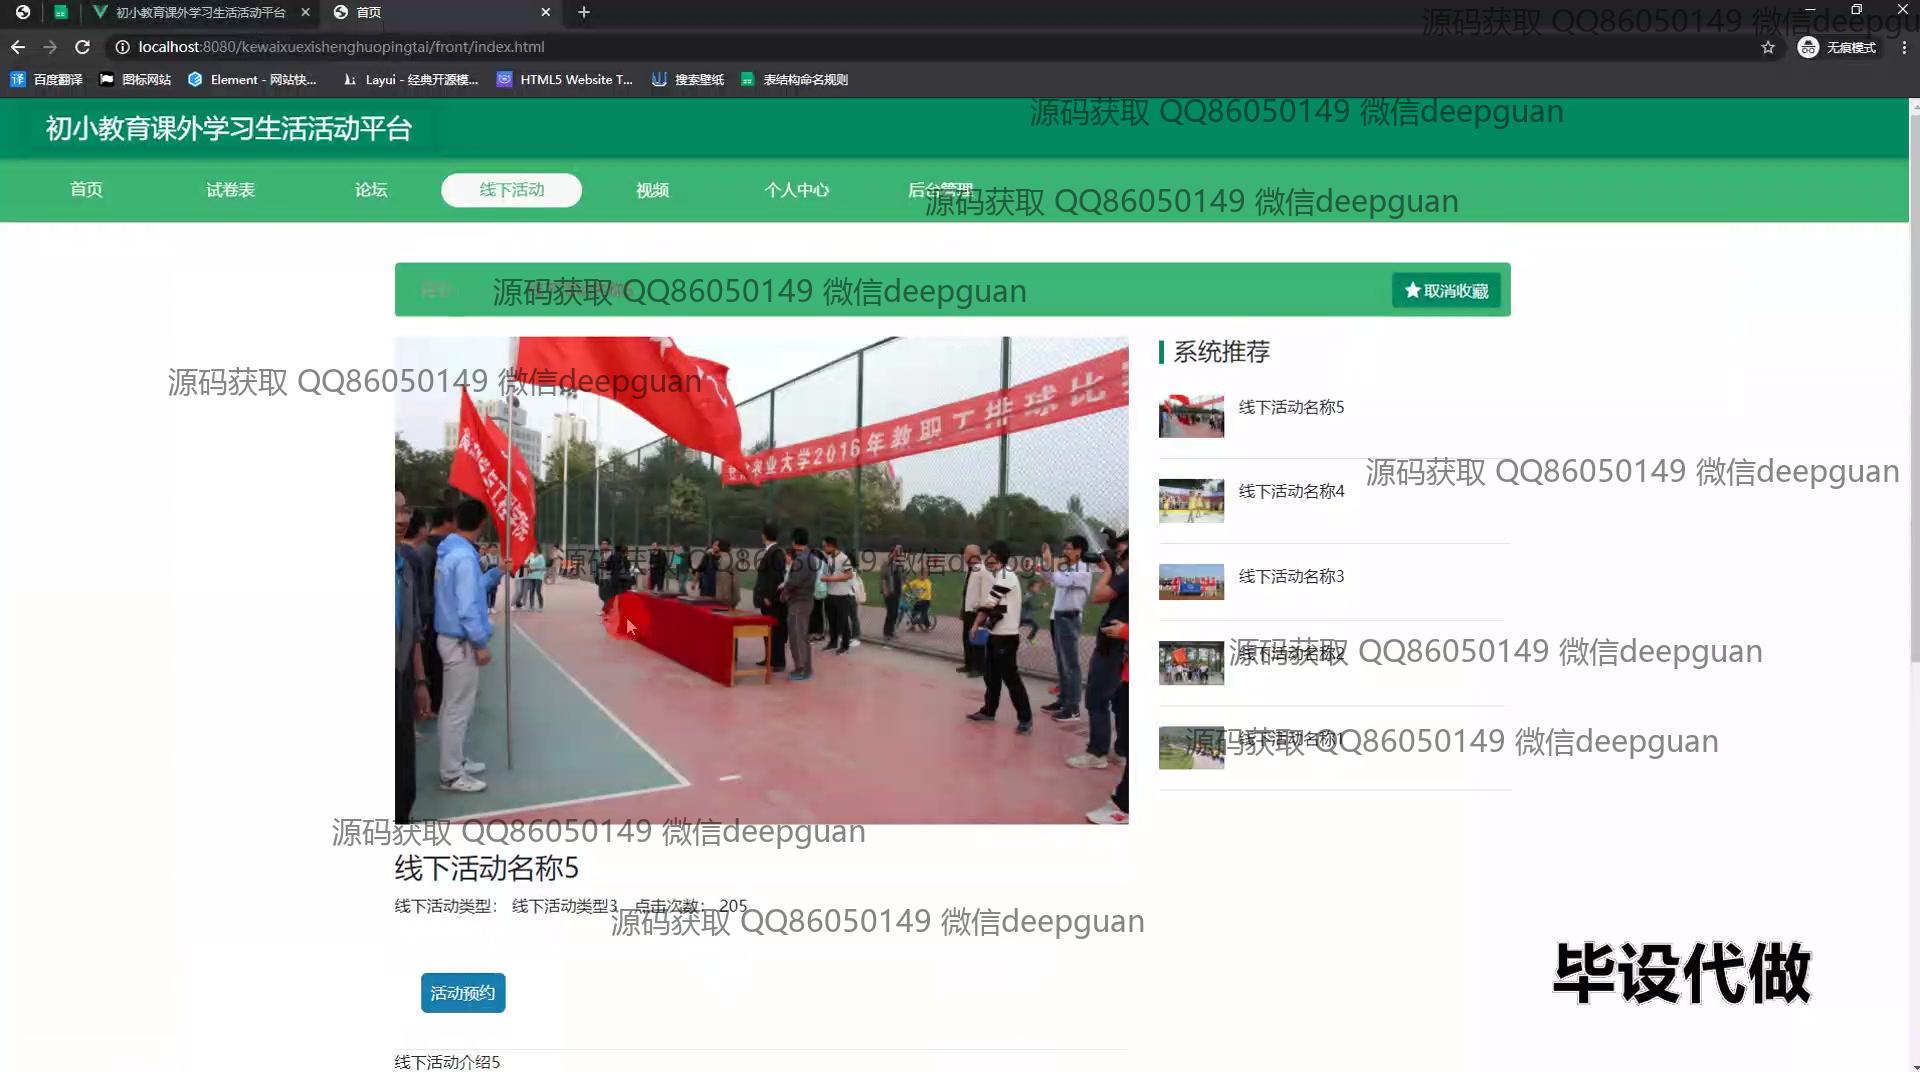 初小教育课外学习生活活动平台
首页
localhost:8080/kewaixuexishenghuopingtai/front/index.html
无痕模式
百度翻译
图标网站
Element - 网站快...
Layui - 经典开源模...
HTML5 Website T...
搜索壁纸
表结构命名规则
源码获取 QQ86050149 微信deepgu
源码获取 QQ86050149 微信deepguan
初小教育课外学习生活活动平台
首页
试卷表
论坛
线下活动
视频
个人中心
后台管理
源码获取 QQ86050149 微信deepguan
源码获取 QQ86050149 微信deepguan
取消收藏
源码获取 QQ86050149 微信deepguan
业大学2016年教职工排球比
系统推荐
线下活动名称5
线下活动名称4
源码获取 QQ86050149 微信deepguan
源码获取 QQ86050149 微信deepguan
线下活动名称3
线下活动名称2
源码获取 QQ86050149 微信deepguan
线下活动名称1
源码获取 QQ86050149 微信deepguan
源码获取 QQ86050149 微信deepguan
线下活动名称5
线下活动类型： 线下活动类型3 点击次数： 205
源码获取 QQ86050149 微信deepguan
活动预约
毕设代做
线下活动介绍5